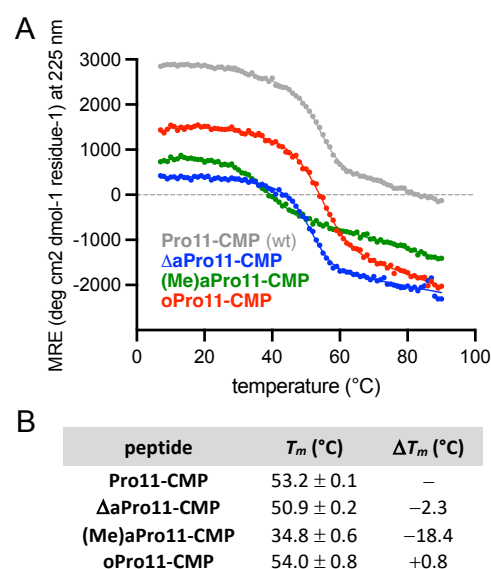 A
MRE (deg cm2 dmol-1 residue-1) at 225 nm
3000
2000
1000
0
-1000
-2000
Pro11-CMP (wt)
ΔaPro11-CMP
(Me)aPro11-CMP
oPro11-CMP
0 20 40 60 80 100
temperature (°C)
B
peptide Tm (°C) ΔTm (°C)
Pro11-CMP 53.2 ± 0.1 –
ΔaPro11-CMP 50.9 ± 0.2 −2.3
(Me)aPro11-CMP 34.8 ± 0.6 −18.4
oPro11-CMP 54.0 ± 0.8 +0.8